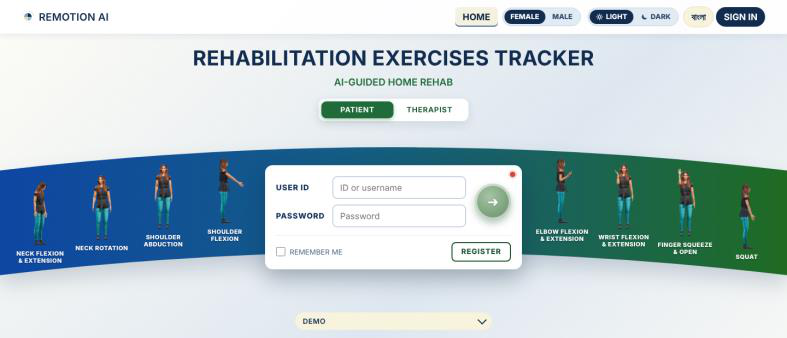 REMOTION AI
HOME
FEMALE
MALE
LIGHT
DARK
বাংলা
SIGN IN
REHABILITATION EXERCISES TRACKER
AI-GUIDED HOME REHAB
PATIENT
THERAPIST
NECK FLEXION
& EXTENSION
NECK ROTATION
SHOULDER
ABDUCTION
SHOULDER
FLEXION
USER ID
ID or username
PASSWORD
Password
REMEMBER ME
REGISTER
ELBOW FLEXION
& EXTENSION
WRIST FLEXION
& EXTENSION
FINGER SQUEEZE
& OPEN
SQUAT
DEMO